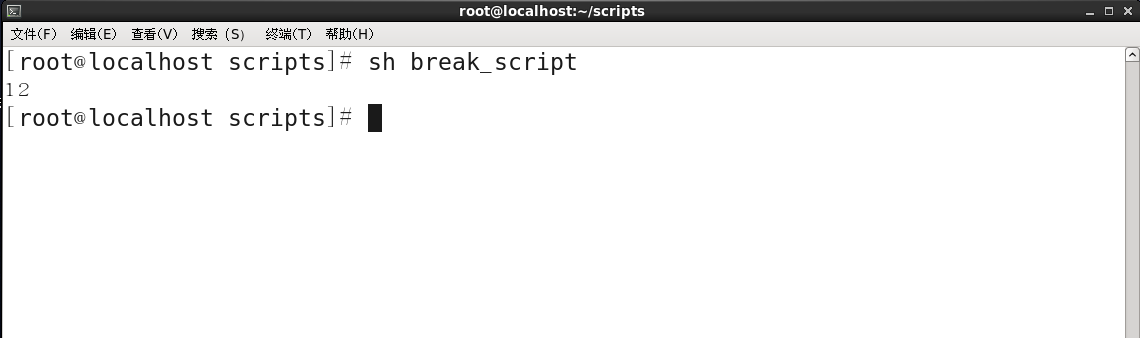 root@localhost:~/scripts
文件(F) 编辑(E) 查看(V) 搜索 (S) 终端(T) 帮助(H)
[root@localhost scripts]# sh break_script
12
[root@localhost scripts]#